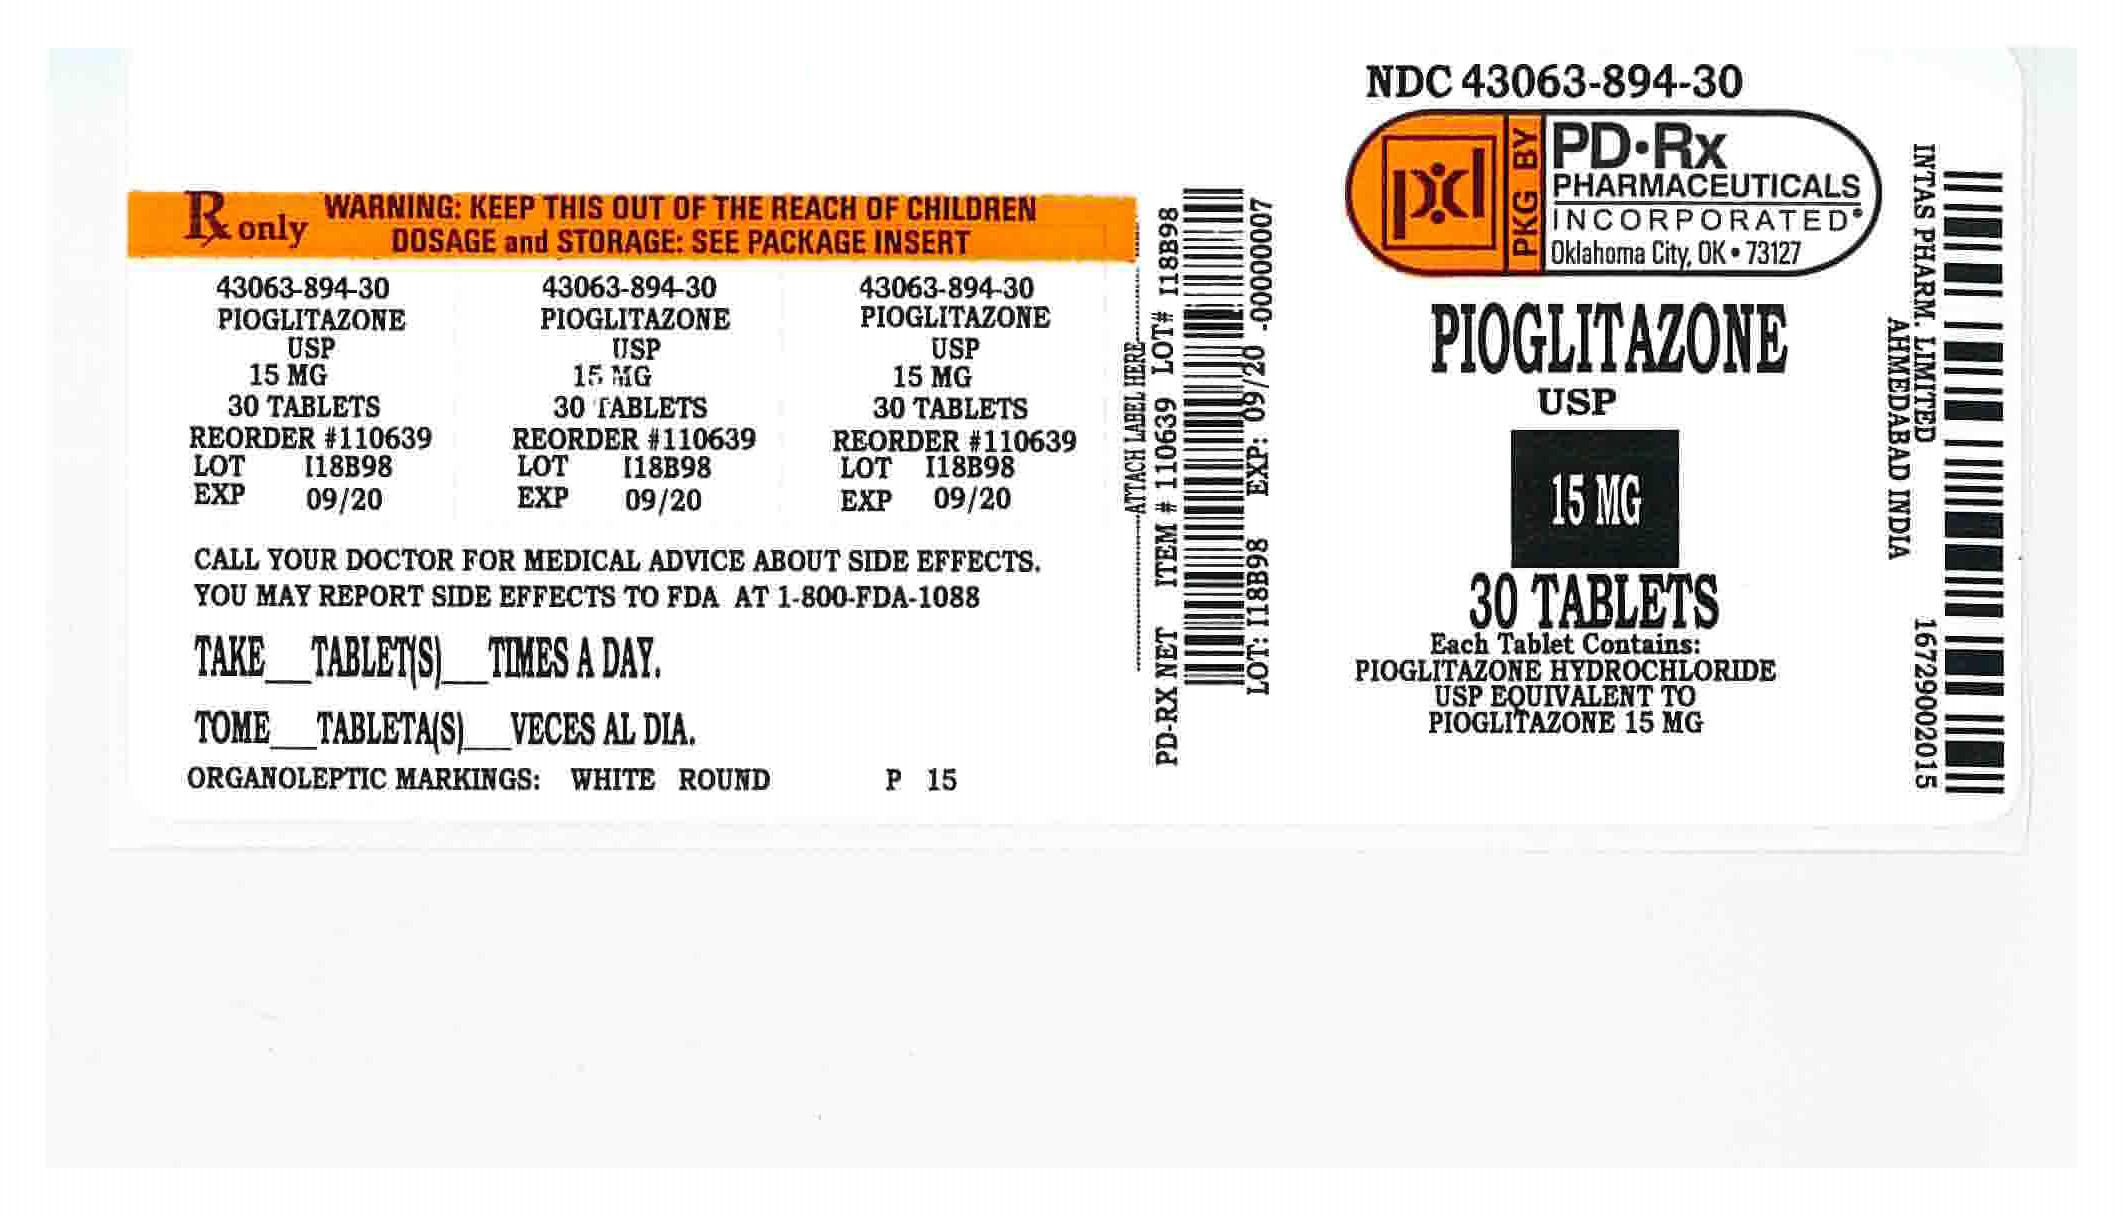 Rx only
WARNING: KEEP THIS OUT OF THE REACH OF CHILDREN
DOSAGE and STORAGE: SEE PACKAGE INSERT
43063-894-30
PIOGLITAZONE
USP
15 MG
30 TABLETS
REORDER #110639
LOT I18B98
EXP 09/20
43063-894-30
PIOGLITAZONE
USP
15 MG
30 TABLETS
REORDER #110639
LOT I18B98
EXP 09/20
43063-894-30
PIOGLITAZONE
USP
15 MG
30 TABLETS
REORDER #110639
LOT I18B98
EXP 09/20
CALL YOUR DOCTOR FOR MEDICAL ADVICE ABOUT SIDE EFFECTS.
YOU MAY REPORT SIDE EFFECTS TO FDA AT 1-800-FDA-1088
TAKE___TABLET(S)___TIMES A DAY.
TOME___TABLETA(S)___VECES AL DIA.
ORGANOLEPTIC MARKINGS: WHITE ROUND P 15
ATTACH LABEL HERE
PD-RX NET ITEM # 110639 LOT# I18B98
LOT: I18B98 EXP: 09/20 -00000007
NDC 43063-894-30
pd
PKG BY
PD•Rx
PHARMACEUTICALS
INCORPORATED®
Oklahoma City, OK • 73127
PIOGLITAZONE
USP
15 MG
30 TABLETS
Each Tablet Contains:
PIOGLITAZONE HYDROCHLORIDE
USP EQUIVALENT TO
PIOGLITAZONE 15 MG
INTAS PHARM. LIMITED
AHMEDABAD INDIA
16729002015